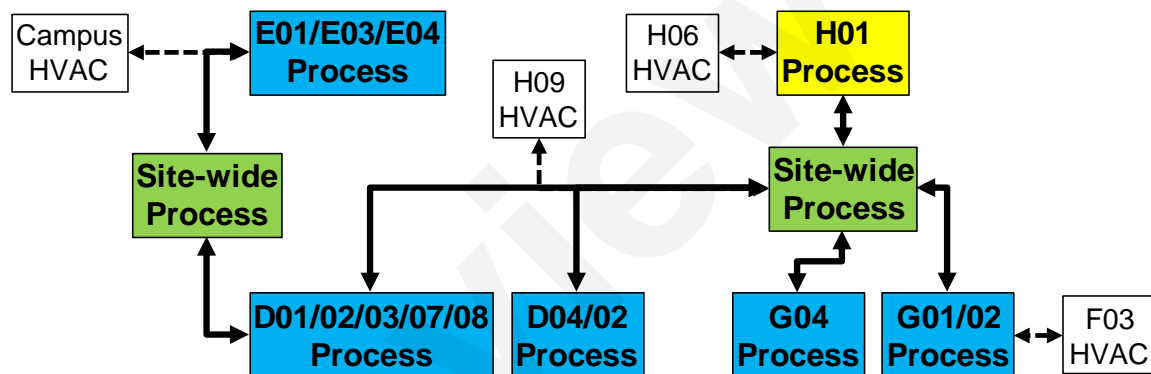 Campus
HVAC
E01/E03/E04
Process
H06
HVAC
H01
Process
H09
HVAC
Site-wide
Process
Site-wide
Process
D01/02/03/07/08
Process
D04/02
Process
G04
Process
G01/02
Process
F03
HVAC
view